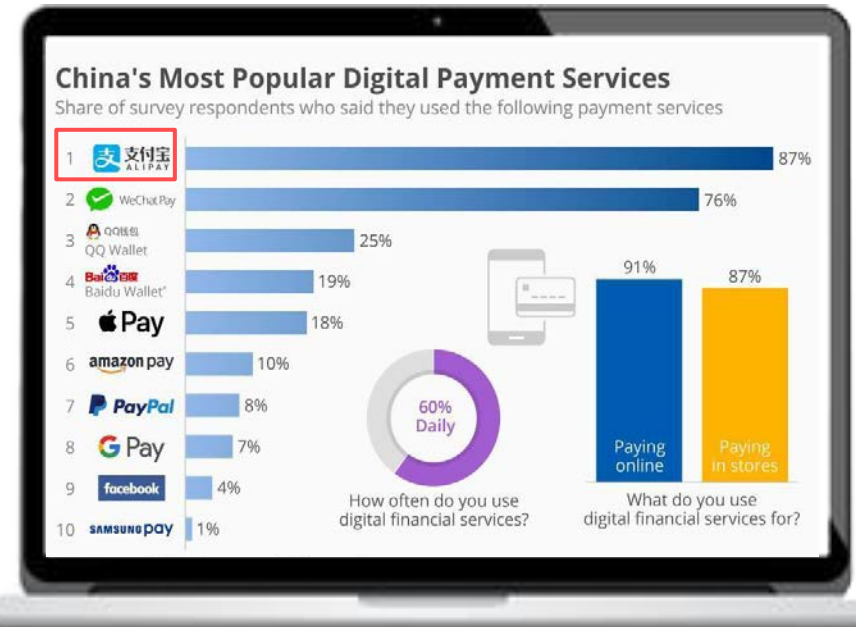 China's Most Popular Digital Payment Services
Share of survey respondents who said they used the following payment services
1 支 支付宝 87%
ALIPAY
2 WeChat Pay 76%
3 QQ钱包 25%
QQ Wallet
4 Bai百度 19%
Baidu Wallet*
5 Pay 18%
6 amazon pay 10%
7 PayPal 8%
8 G Pay 7%
9 facebook 4%
10 SAMSUNG pay 1%
60%
Daily
How often do you use
digital financial services?
91%
87%
Paying
online
Paying
in stores
What do you use
digital financial services for?